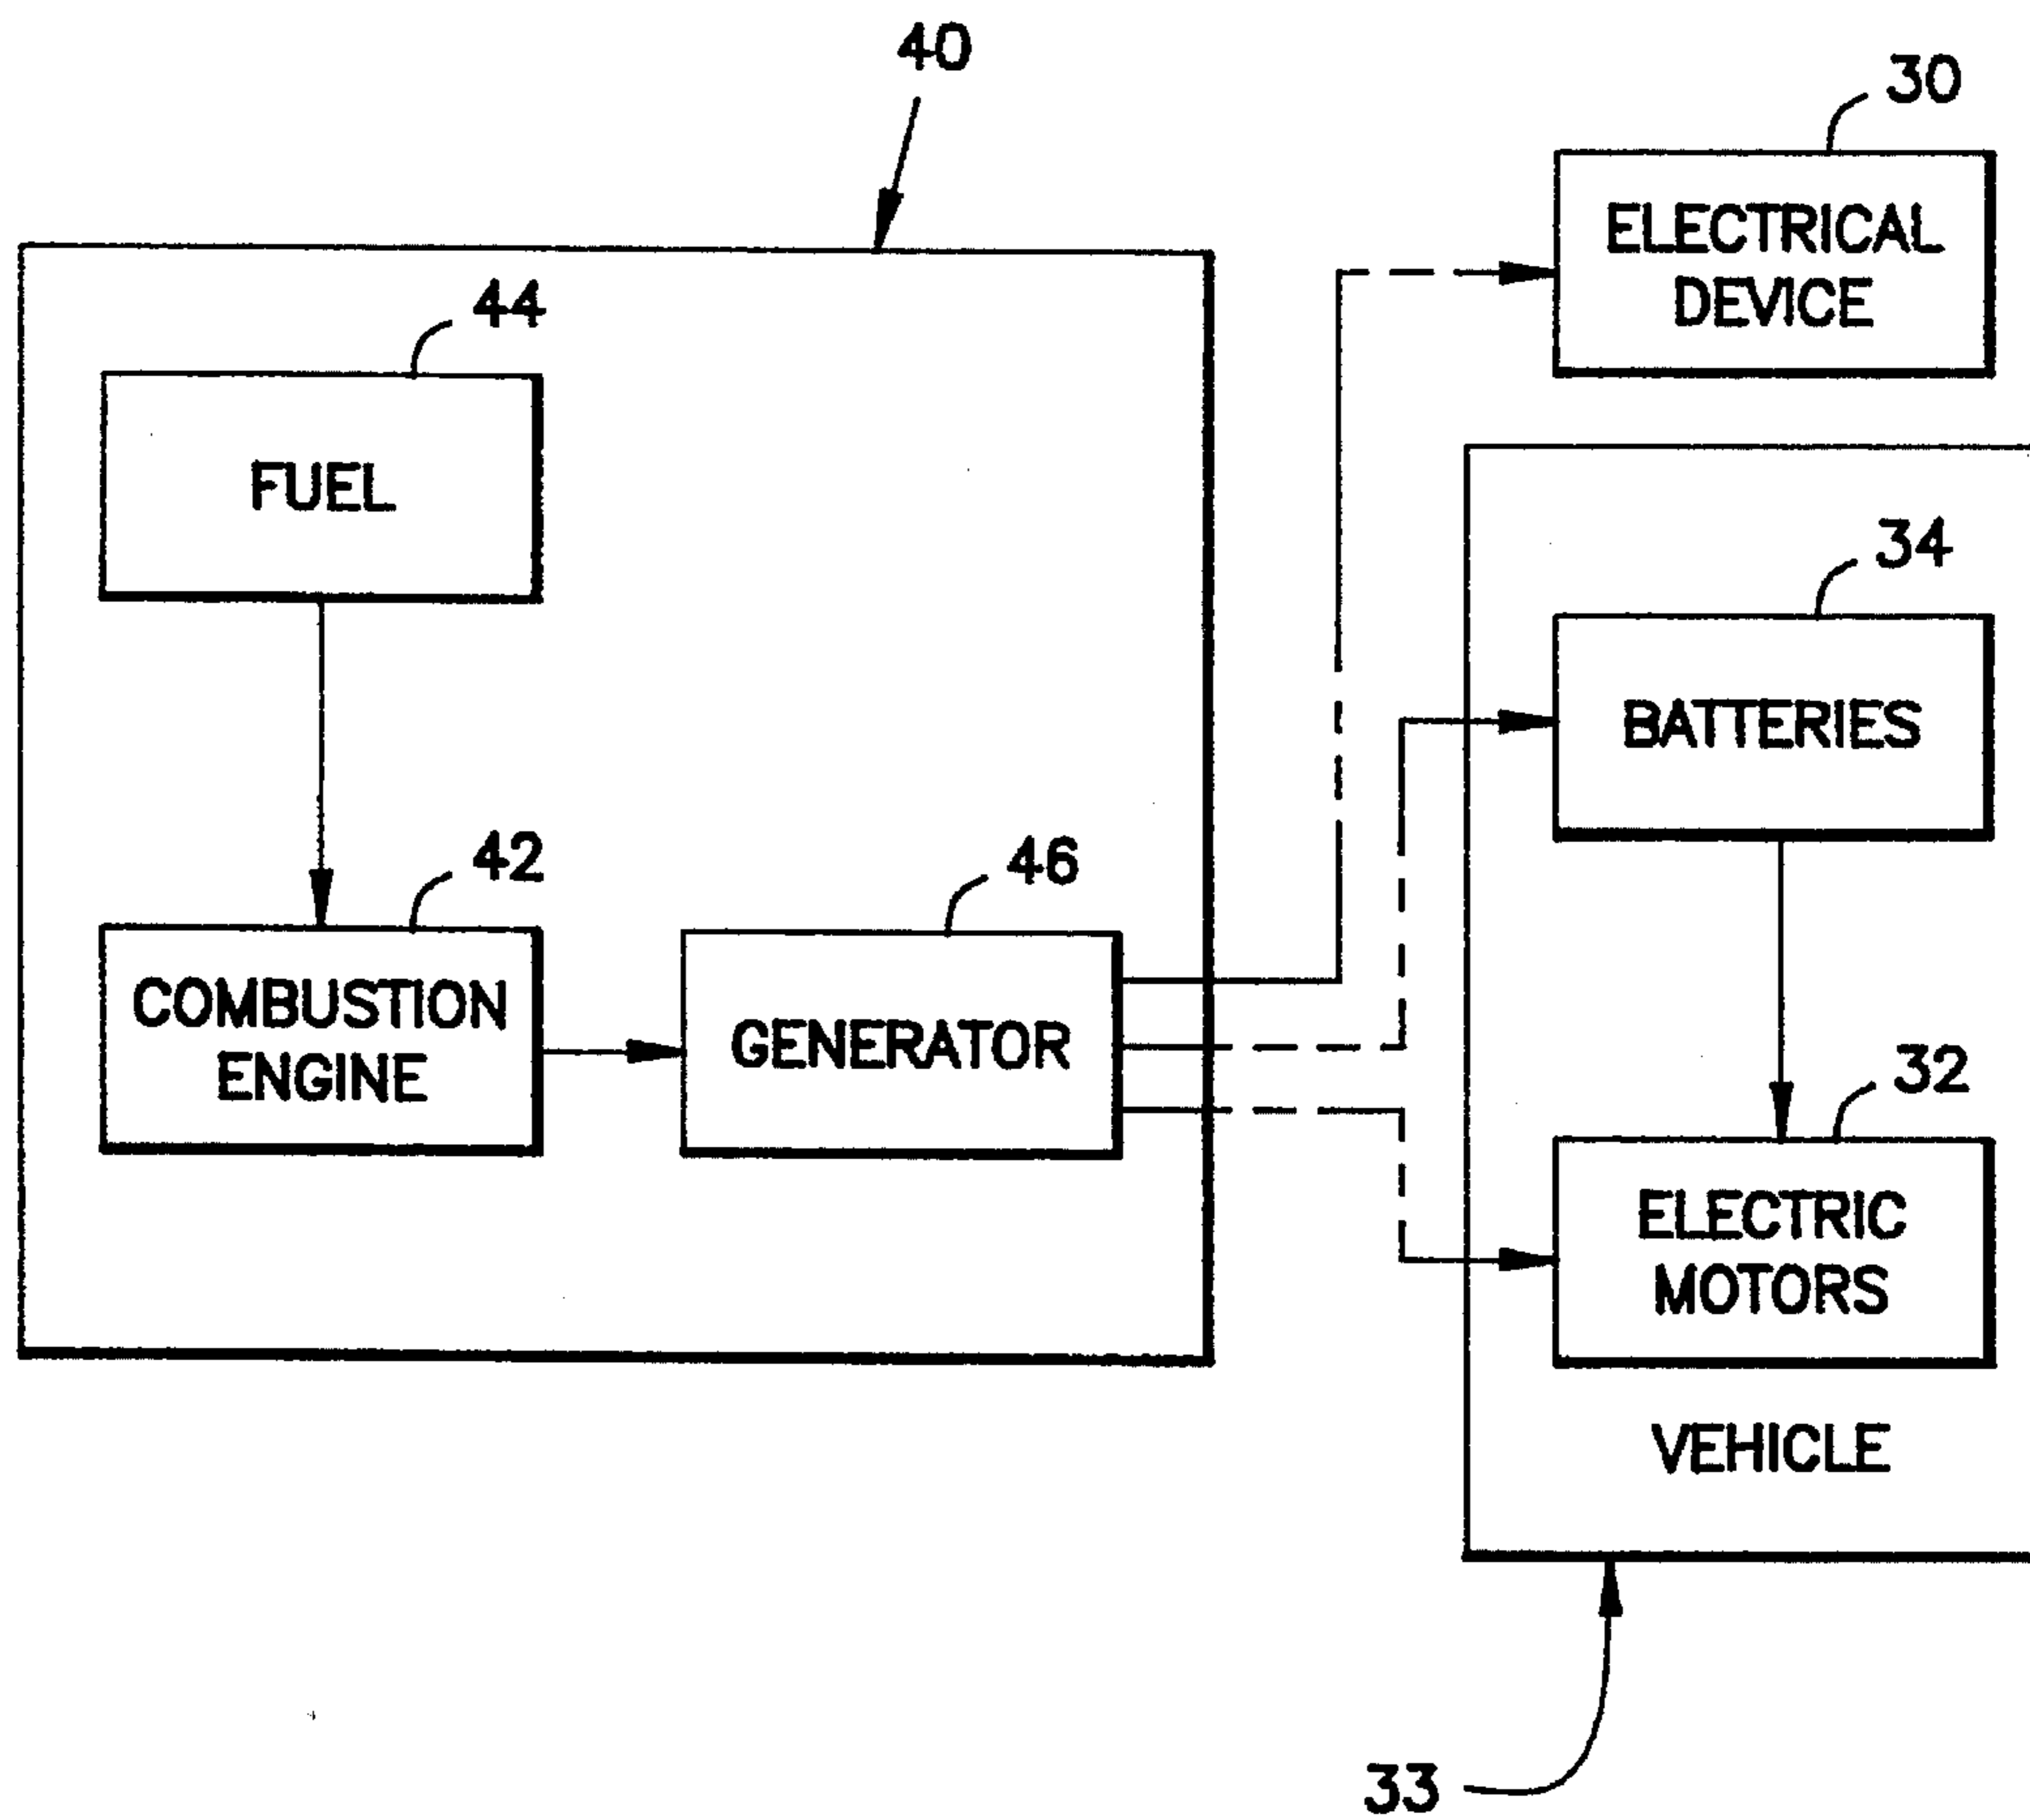 40
30
ELECTRICAL
DEVICE
44
FUEL
34
BATTERIES
42
46
COMBUSTION
ENGINE
GENERATOR
32
ELECTRIC
MOTORS
VEHICLE
33